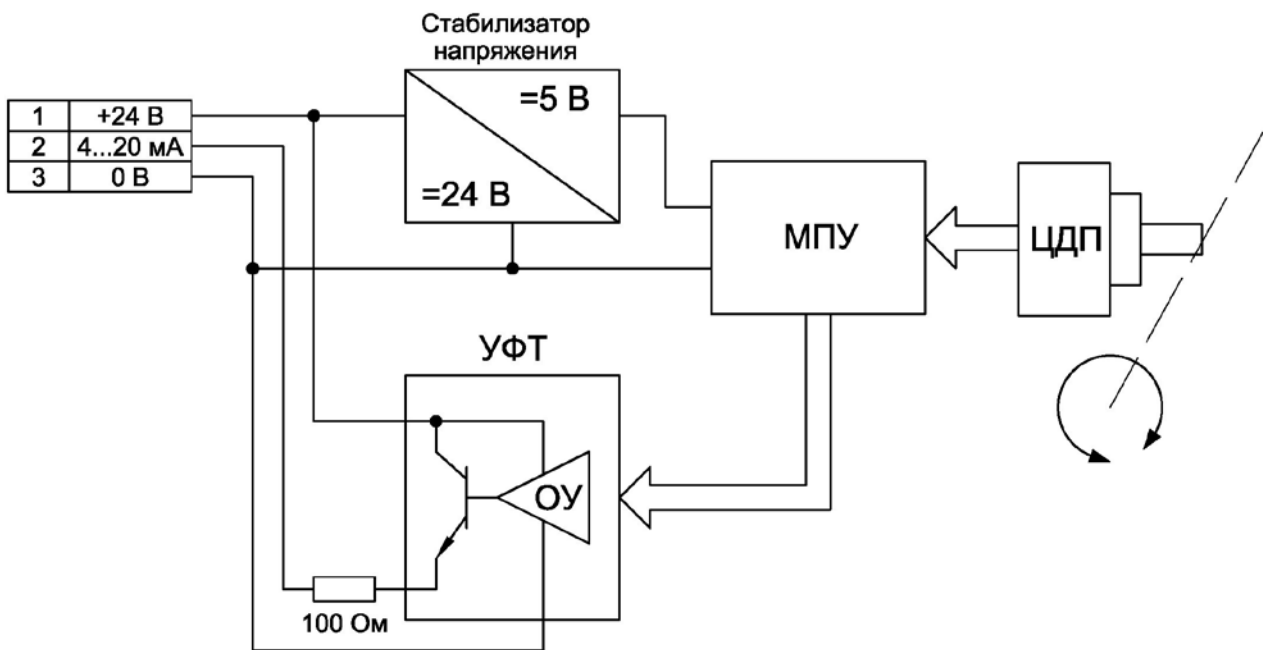 Стабилизатор
напряжения
=5 В
=24 В
1 +24 В
2 4...20 мА
3 0 В
МПУ
ЦДП
УФТ
ОУ
100 Ом